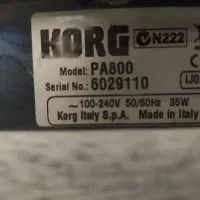 KORG N222
Model: PA800
Serial No.: 6029110
~100-240V 50/60Hz 35W
Korg Italy S.p.A. Made in Italy